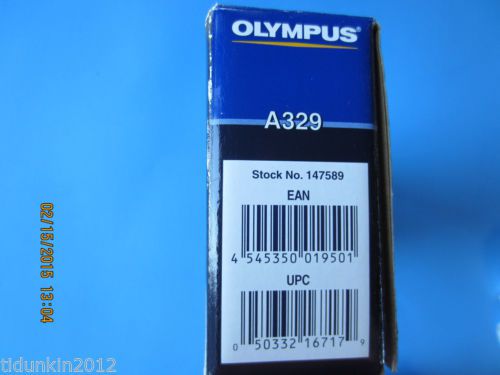 OLYMPUS®
A329
Stock No. 147589
EAN
4 545350 019501
UPC
0 50332 16717 9
02/15/2015 13:04
tidunkin2012